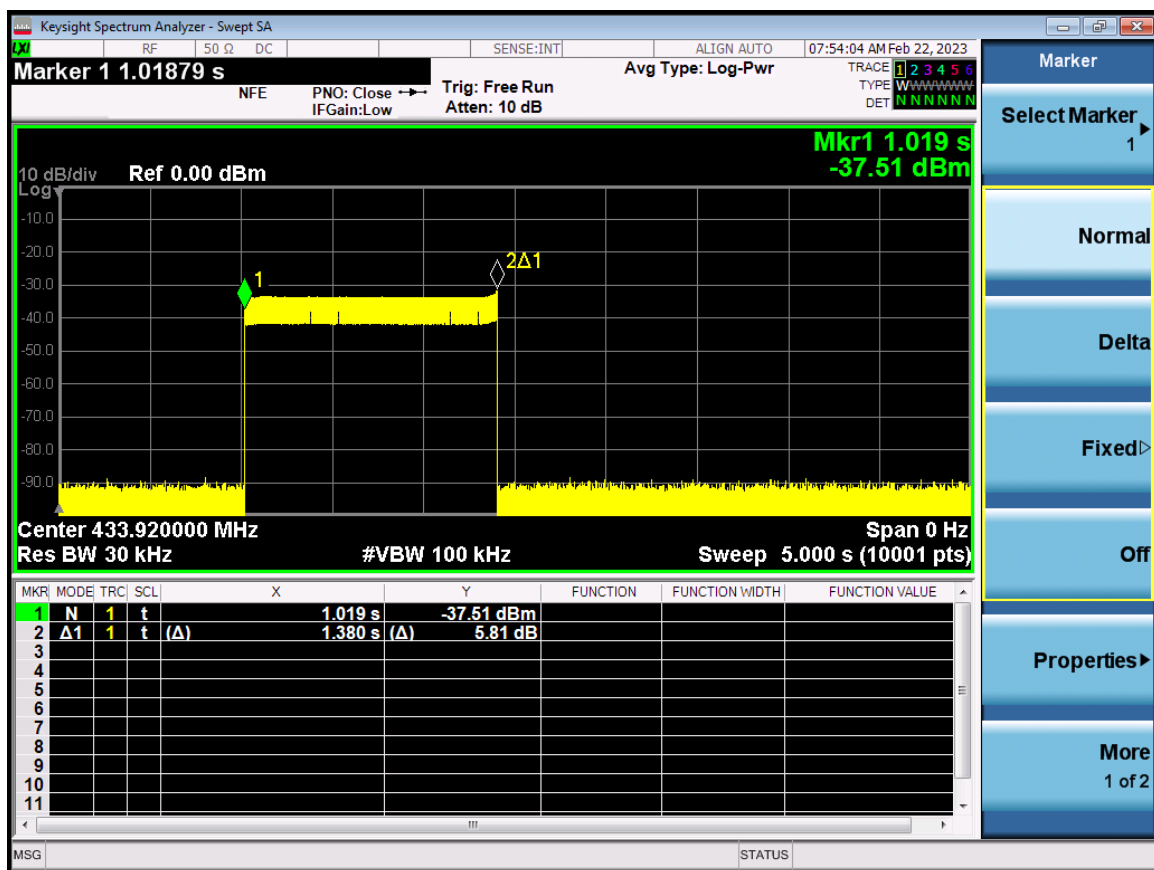 Keysight Spectrum Analyzer - Swept SA
LXI RF 50 Ω DC SENSE:INT ALIGN AUTO 07:54:04 AM Feb 22, 2023
Marker 1 1.01879 s
NFE
PNO: Close
IFGain:Low
Trig: Free Run
Atten: 10 dB
Avg Type: Log-Pwr
TRACE 1 2 3 4 5 6
TYPE WWWWWW
DET N N N N N N
Mkr1 1.019 s
-37.51 dBm
10 dB/div Ref 0.00 dBm
Log
-10.0
-20.0
-30.0
-40.0
-50.0
-60.0
-70.0
-80.0
-90.0
1
2Δ1
Center 433.920000 MHz Span 0 Hz
Res BW 30 kHz #VBW 100 kHz Sweep 5.000 s (10001 pts)
MKR MODE TRC SCL X Y FUNCTION FUNCTION WIDTH FUNCTION VALUE
1 N 1 t 1.019 s -37.51 dBm
2 Δ1 1 t (Δ) 1.380 s (Δ) 5.81 dB
3
4
5
6
7
8
9
10
11
MSG STATUS
Marker
Select Marker
1
Normal
Delta
Fixed
Off
Properties
More
1 of 2